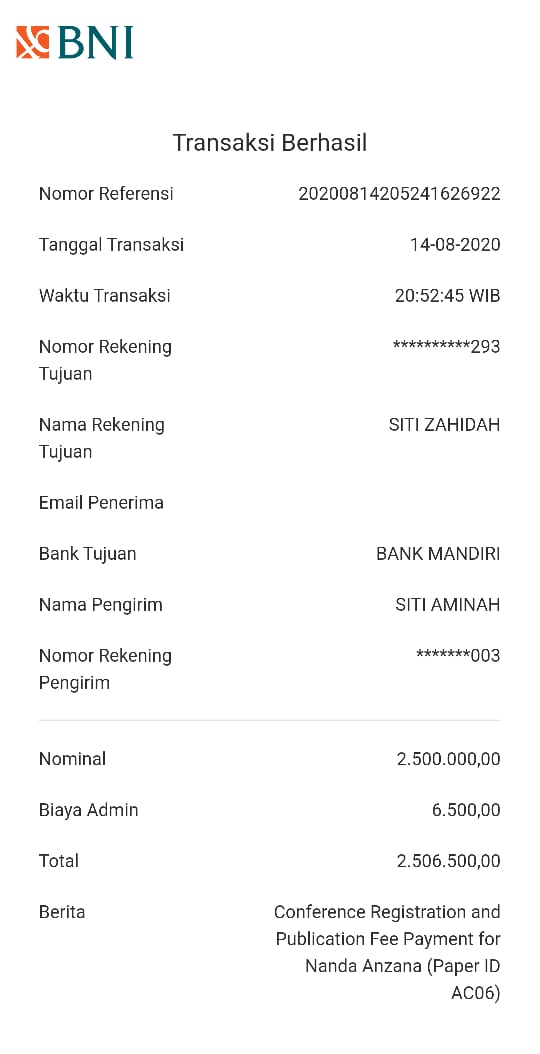 BNI
Transaksi Berhasil
Nomor Referensi 20200814205241626922
Tanggal Transaksi 14-08-2020
Waktu Transaksi 20:52:45 WIB
Nomor Rekening Tujuan **********293
Nama Rekening Tujuan SITI ZAHIDAH
Email Penerima
Bank Tujuan BANK MANDIRI
Nama Pengirim SITI AMINAH
Nomor Rekening Pengirim *******003
Nominal 2.500.000,00
Biaya Admin 6.500,00
Total 2.506.500,00
Berita Conference Registration and
Publication Fee Payment for
Nanda Anzana (Paper ID
AC06)